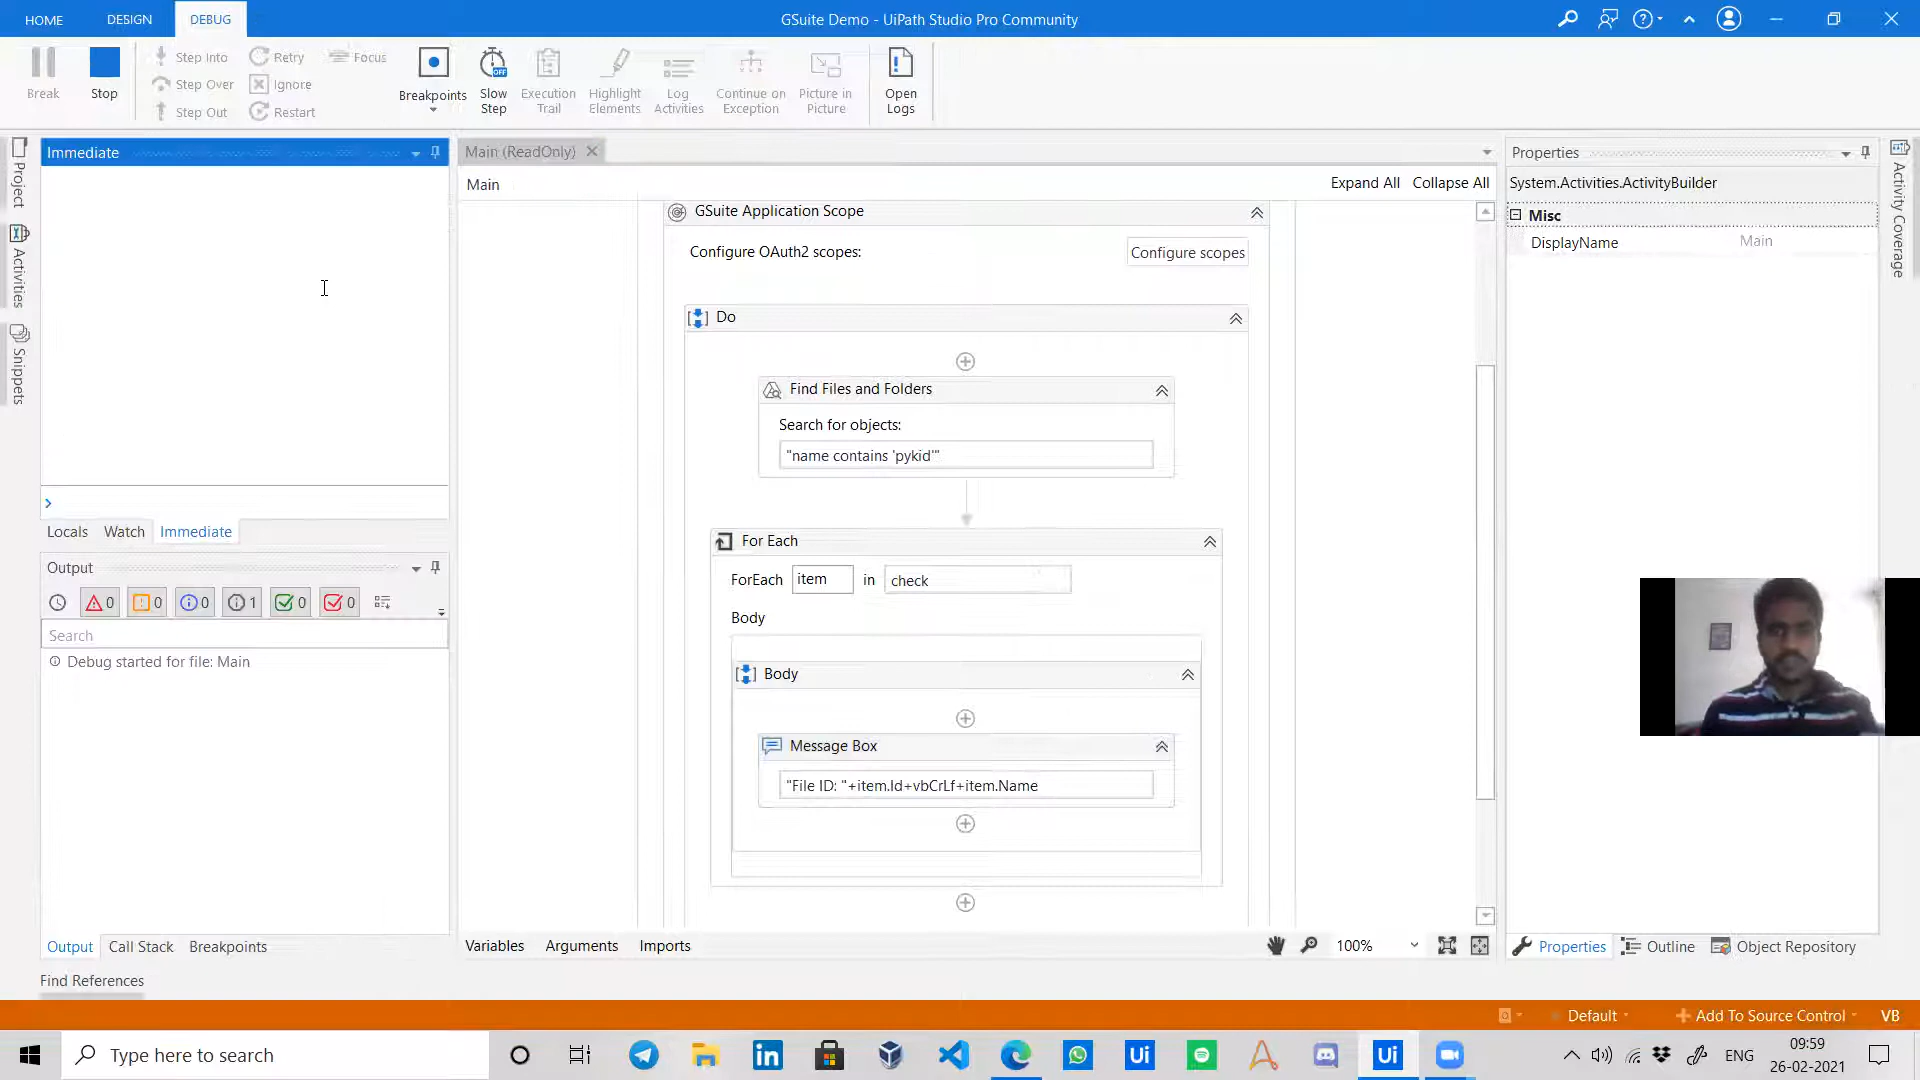 HOME
DESIGN
DEBUG
GSuite Demo - UiPath Studio Pro Community
Break
Stop
Step Into
Step Over
Step Out
Retry
Ignore
Restart
Focus
Breakpoints
OFF
Slow
Step
Execution
Trail
Highlight
Elements
Log
Activities
Continue on
Exception
Picture in
Picture
Open
Logs
Project
Activities
Snippets
Immediate
Locals
Watch
Immediate
Output
0
0
0
1
0
0
Search
Debug started for file: Main
Output
Call Stack
Breakpoints
Find References
Main (ReadOnly)
Main
Expand All
Collapse All
GSuite Application Scope
Configure OAuth2 scopes:
Configure scopes
Do
Find Files and Folders
Search for objects:
"name contains 'pykid'"
For Each
ForEach item in check
Body
Body
Message Box
"File ID: "+item.Id+vbCrLf+item.Name
Variables
Arguments
Imports
100%
Properties
System.Activities.ActivityBuilder
Misc
DisplayName
Main
Activity Coverage
Properties
Outline
Object Repository
Default
Add To Source Control
VB
Type here to search
in
Ui
Ui
ENG
09:59
26-02-2021